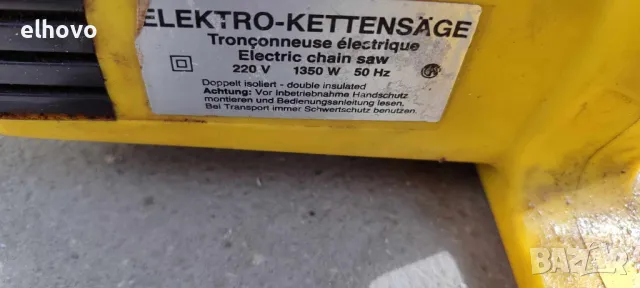 elhovo
ELEKTRO-KETTENSÄGE
Tronçonneuse électrique
Electric chain saw
220 V 1350 W 50 Hz
Doppelt isoliert - double insulated
Achtung: Vor Inbetriebnahme Handschutz
montieren und Bedienungsanleitung lesen.
Bei Transport immer Schwertschutz benutzen.
BAZAR
bg